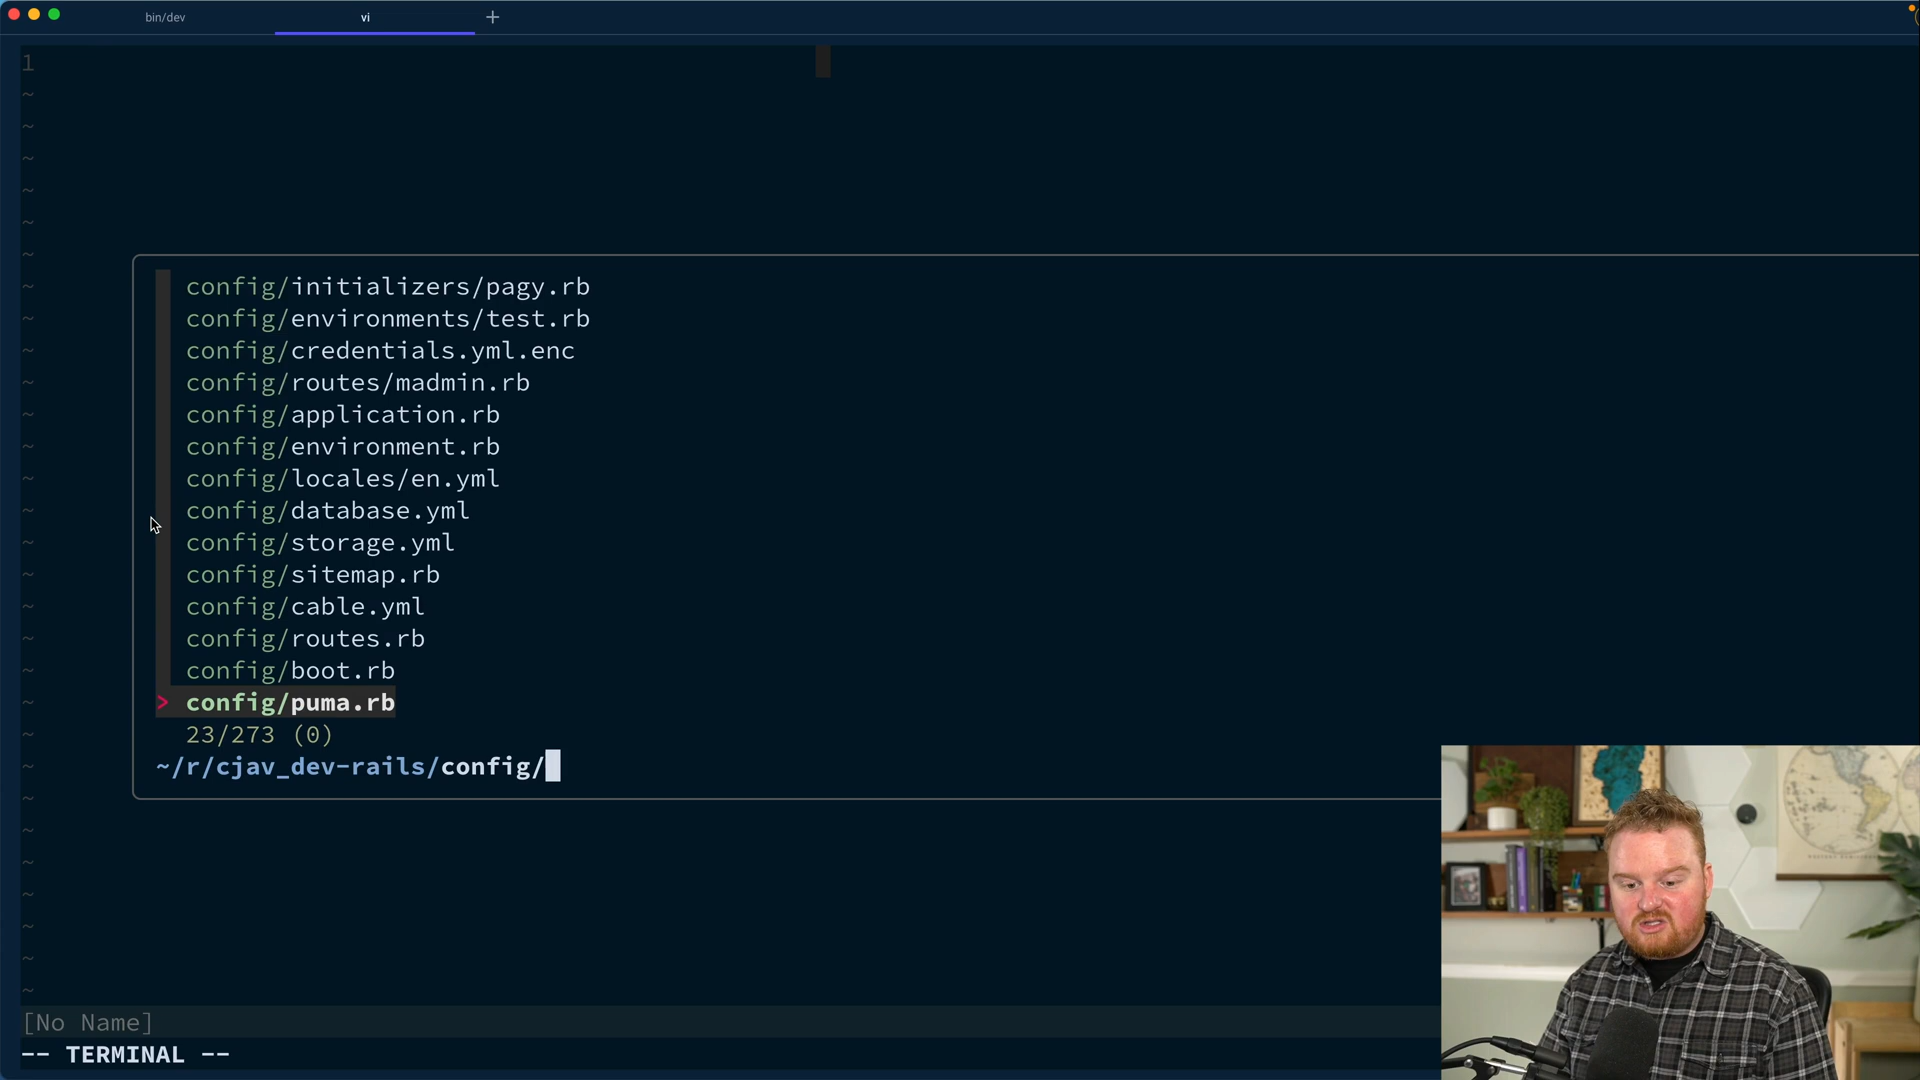 bin/dev
vi
+
1
~
~
~
~
~
~
~ config/initializers/pagy.rb
~ config/environments/test.rb
~ config/credentials.yml.enc
~ config/routes/madmin.rb
~ config/application.rb
~ config/environment.rb
~ config/locales/en.yml
~ config/database.yml
~ config/storage.yml
~ config/sitemap.rb
~ config/cable.yml
~ config/routes.rb
~ config/boot.rb
~ > config/puma.rb
~ 23/273 (0)
~ ~/r/cjav_dev-rails/config/
~
~
~
~
~
~
~
[No Name]
-- TERMINAL --